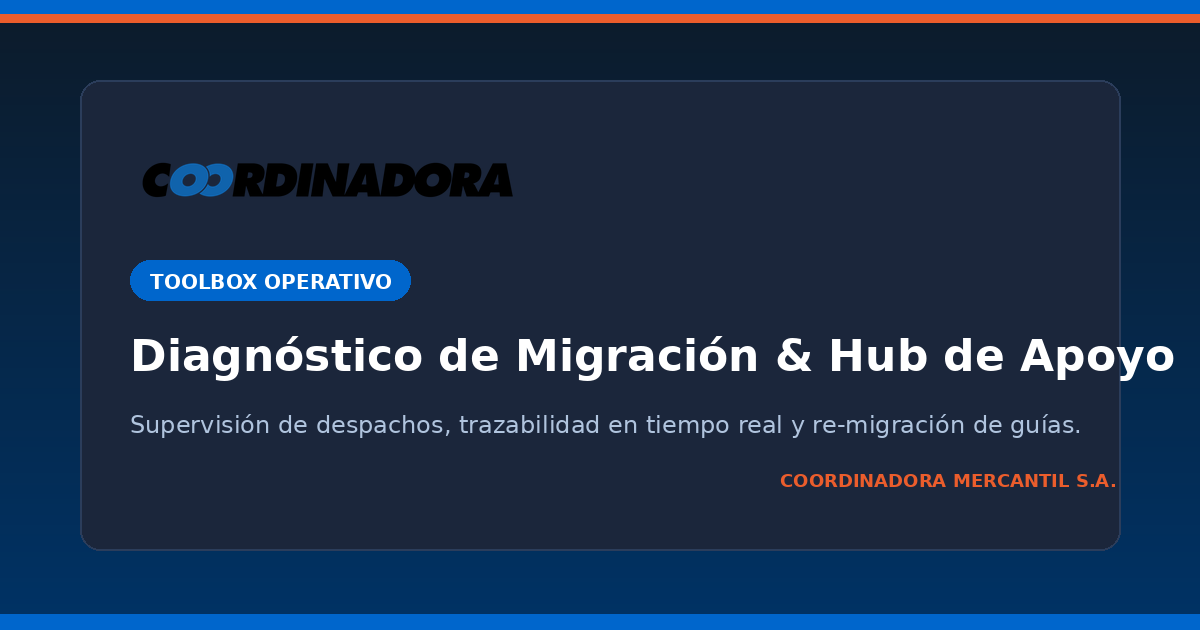 COORDINADORA
TOOLBOX OPERATIVO
Diagnóstico de Migración & Hub de Apoyo
Supervisión de despachos, trazabilidad en tiempo real y re-migración de guías.
COORDINADORA MERCANTIL S.A.